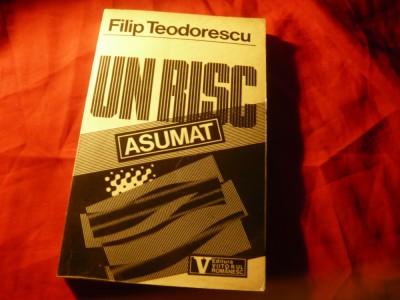 Filip Teodorescu
UN RISC
ASUMAT
V
Editura
VIITORUL
ROMÂNESC